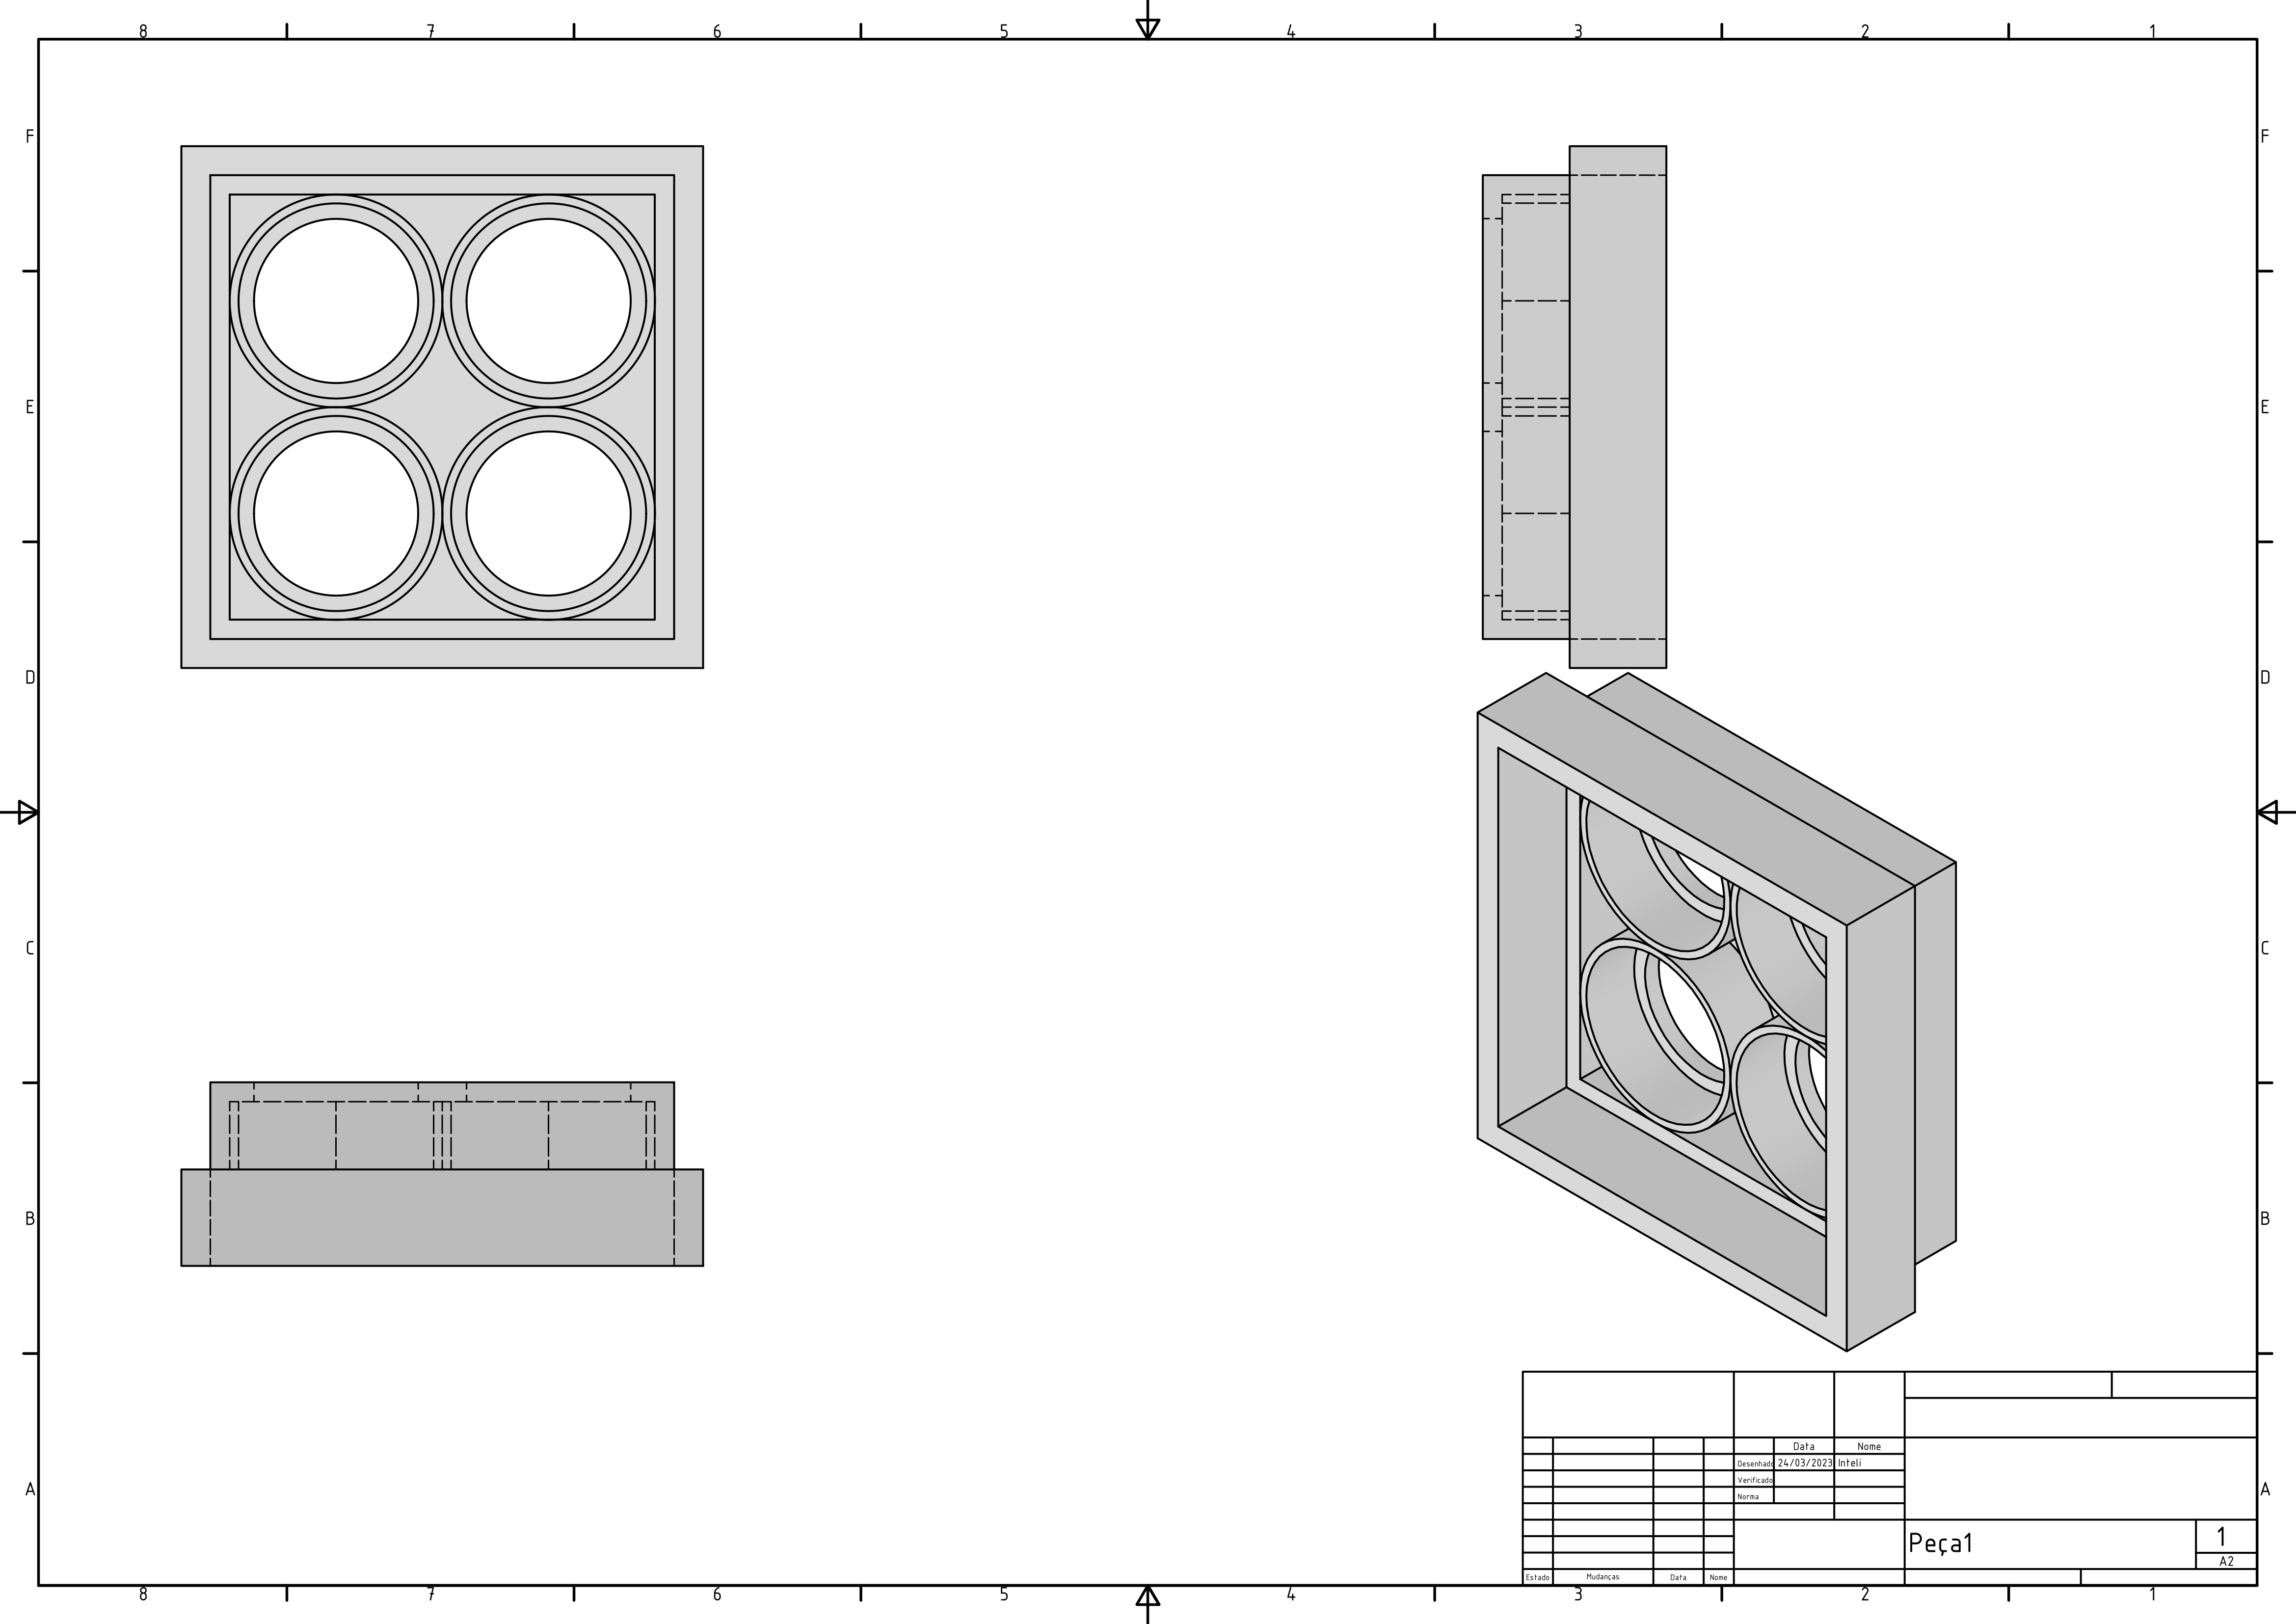 8 7 6 5 4 3 2 1
F F
E E
D D
C C
B B
A A
Data Nome
Desenhado 24/03/2023 Inteli
Verificado
Norma
Peça1 1
A2
Estado Mudanças Data Nome
8 7 6 5 4 3 2 1